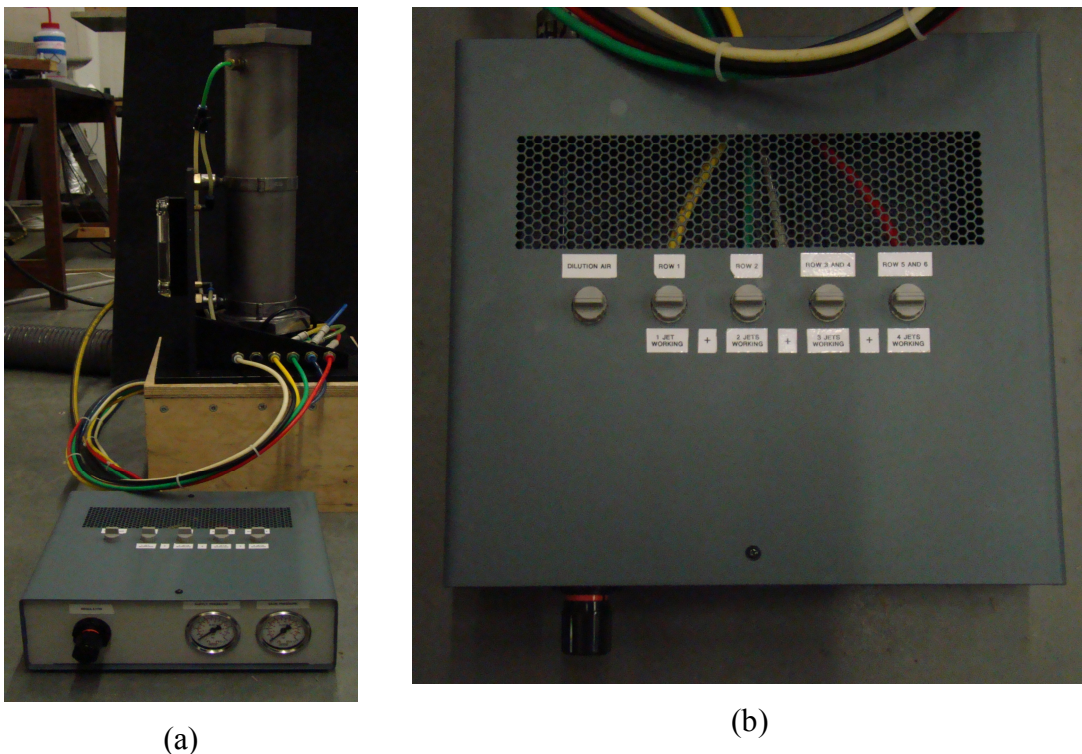 DILUTION AIR ROW 1 ROW 2 ROW 3 AND 4 ROW 5 AND 6
1 JET + 2 JETS + 3 JETS + 4 JETS
WORKING WORKING WORKING WORKING
(a)
(b)